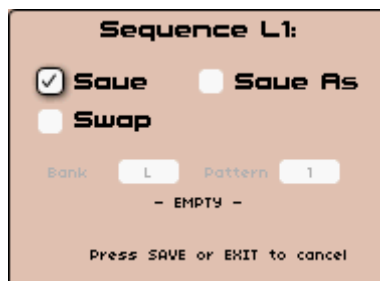 Sequence L1:
Save Save As
Swap
Bank L Pattern 1
- EMPTY -
Press SAVE or EXIT to cancel